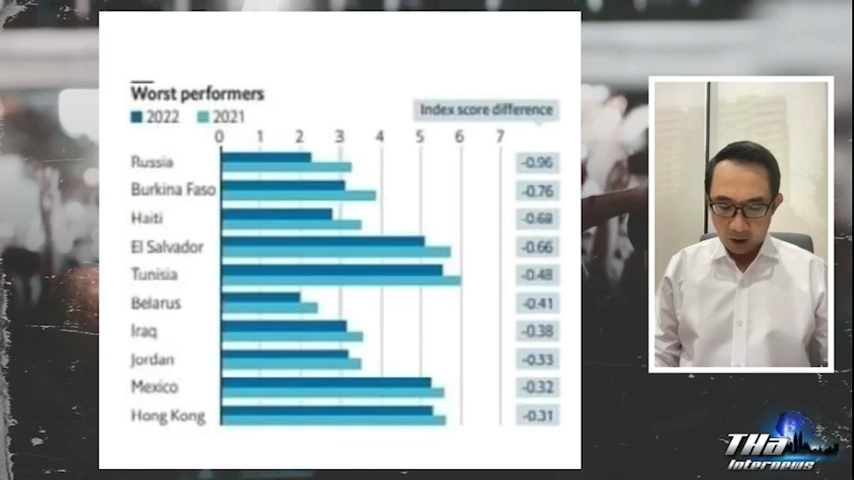 Worst performers
2022 2021
Index score difference
0 1 2 3 4 5 6 7
Russia -0.96
Burkina Faso -0.76
Haiti -0.68
El Salvador -0.66
Tunisia -0.48
Belarus -0.41
Iraq -0.38
Jordan -0.33
Mexico -0.32
Hong Kong -0.31
THa
Internews